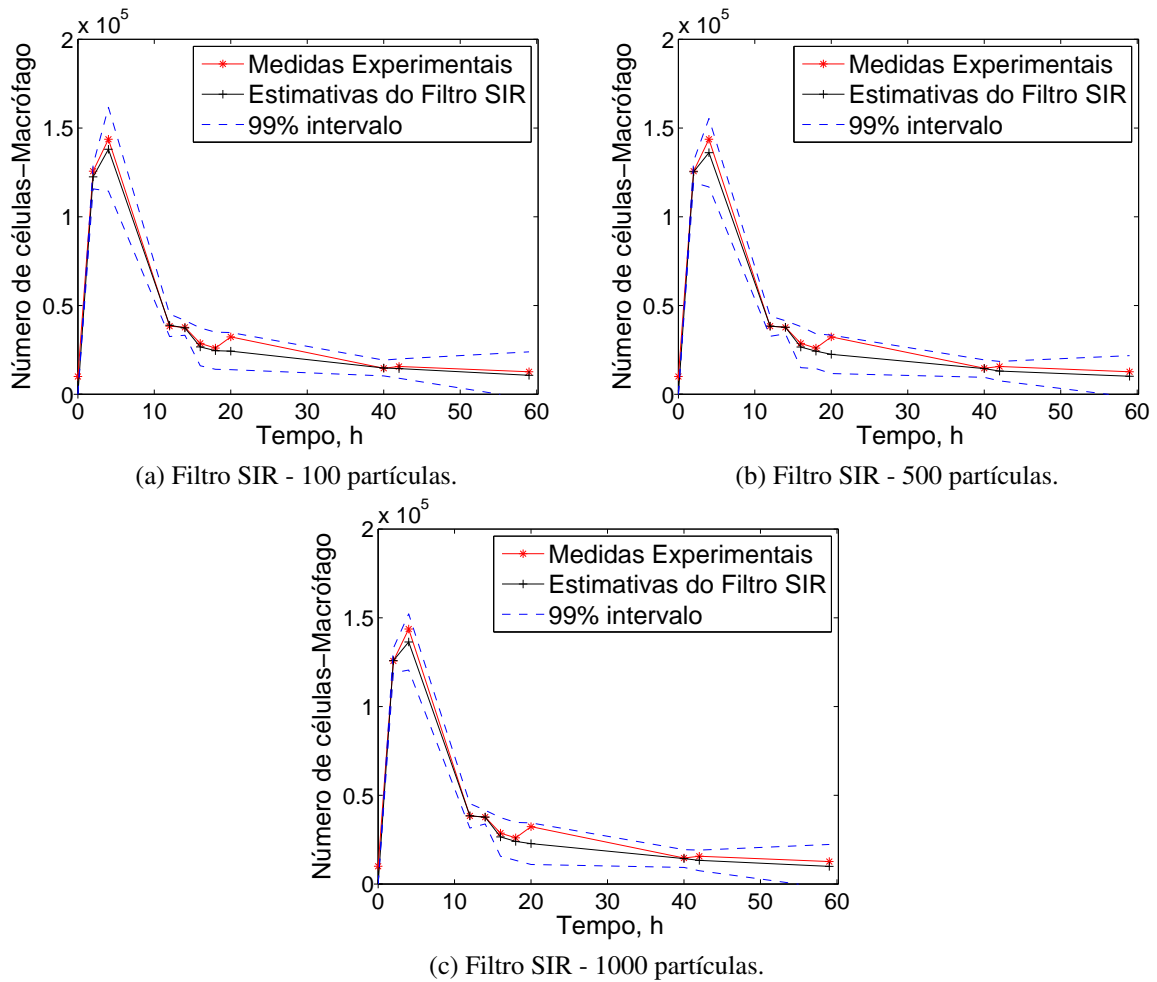 x 10^5
Número de células−Macrófago
2
1.5
1
0.5
0
Medidas Experimentais
Estimativas do Filtro SIR
99% intervalo
0 10 20 30 40 50 60
Tempo, h
(a) Filtro SIR - 100 partículas.
x 10^5
Número de células−Macrófago
2
1.5
1
0.5
0
Medidas Experimentais
Estimativas do Filtro SIR
99% intervalo
0 10 20 30 40 50 60
Tempo, h
(b) Filtro SIR - 500 partículas.
x 10^5
Número de células−Macrófago
2
1.5
1
0.5
0
Medidas Experimentais
Estimativas do Filtro SIR
99% intervalo
0 10 20 30 40 50 60
Tempo, h
(c) Filtro SIR - 1000 partículas.